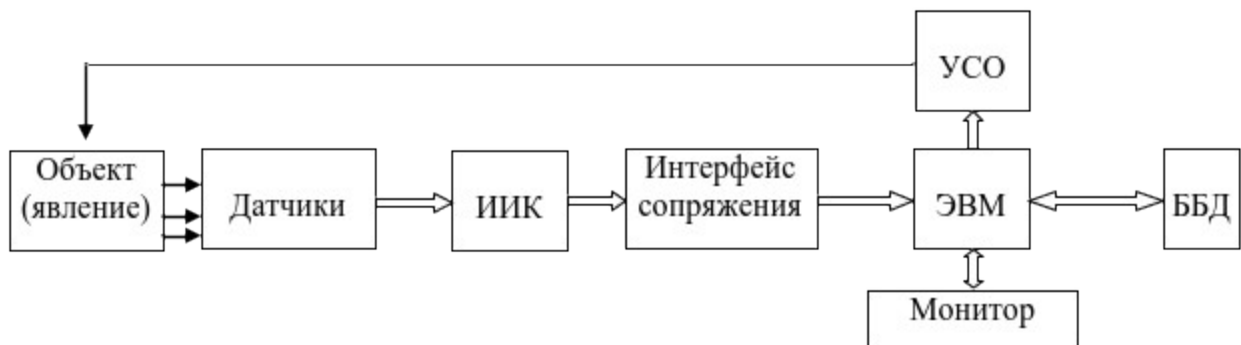 УСО
Объект
(явление)
Датчики
ИИК
Интерфейс
сопряжения
ЭВМ
ББД
Монитор